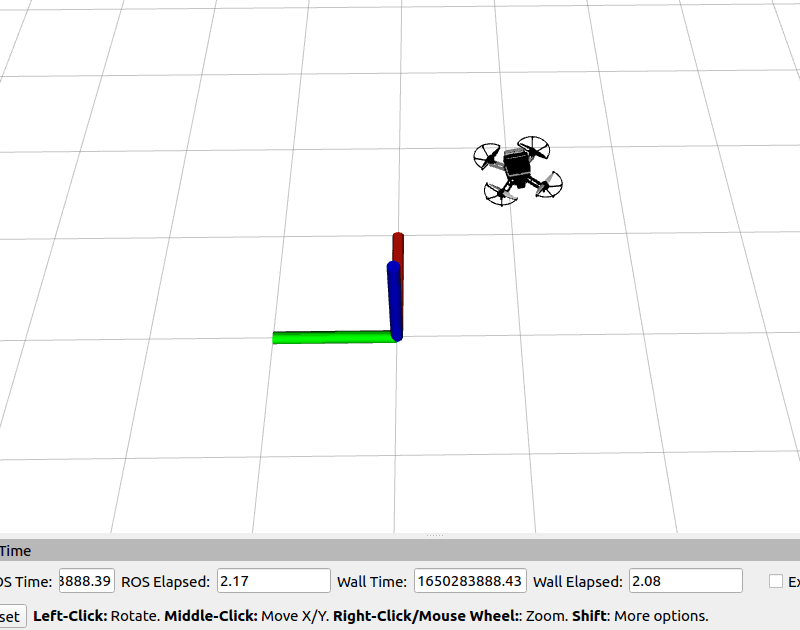 Time
OS Time: 3888.39 ROS Elapsed: 2.17 Wall Time: 1650283888.43 Wall Elapsed: 2.08 Ex
set Left-Click: Rotate. Middle-Click: Move X/Y. Right-Click/Mouse Wheel:: Zoom. Shift: More options.